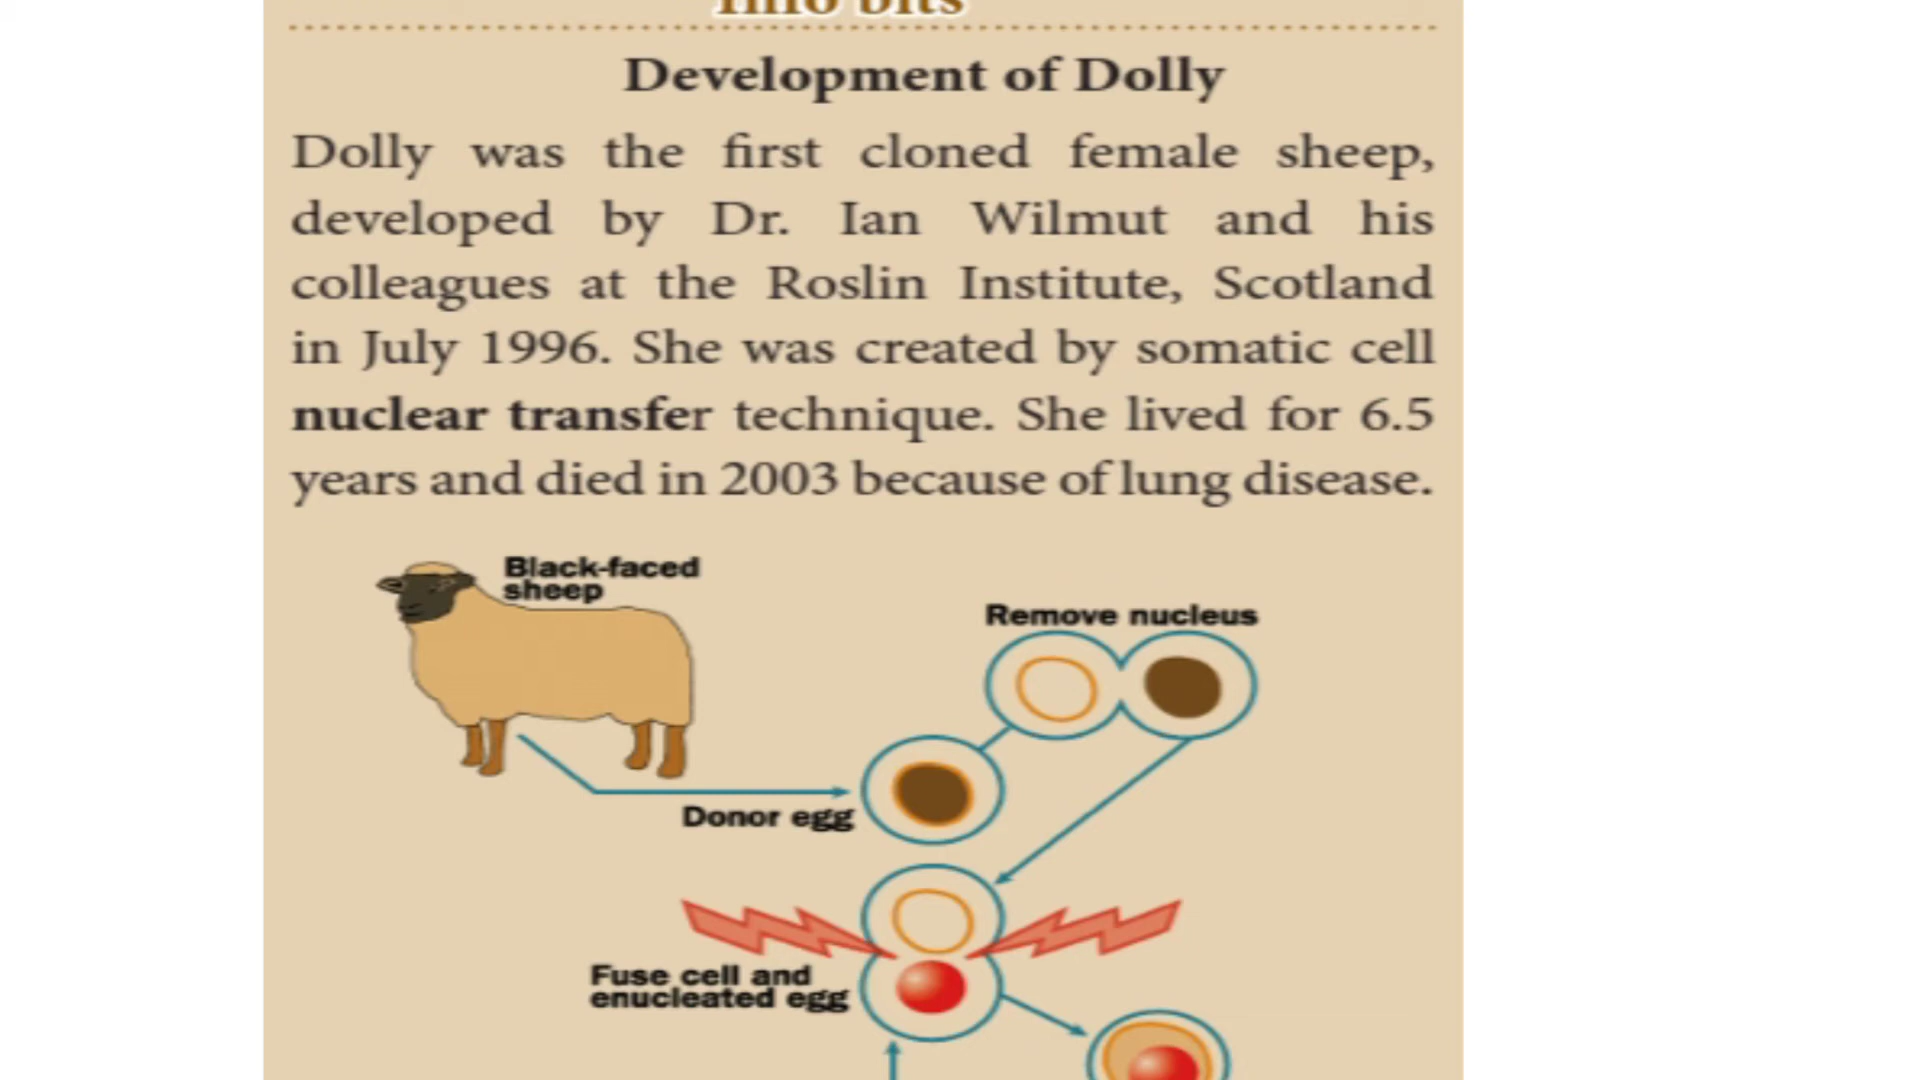 Info bits
Development of Dolly
Dolly was the first cloned female sheep,
developed by Dr. Ian Wilmut and his
colleagues at the Roslin Institute, Scotland
in July 1996. She was created by somatic cell
nuclear transfer technique. She lived for 6.5
years and died in 2003 because of lung disease.
Black-faced
sheep
Remove nucleus
Donor egg
Fuse cell and
enucleated egg